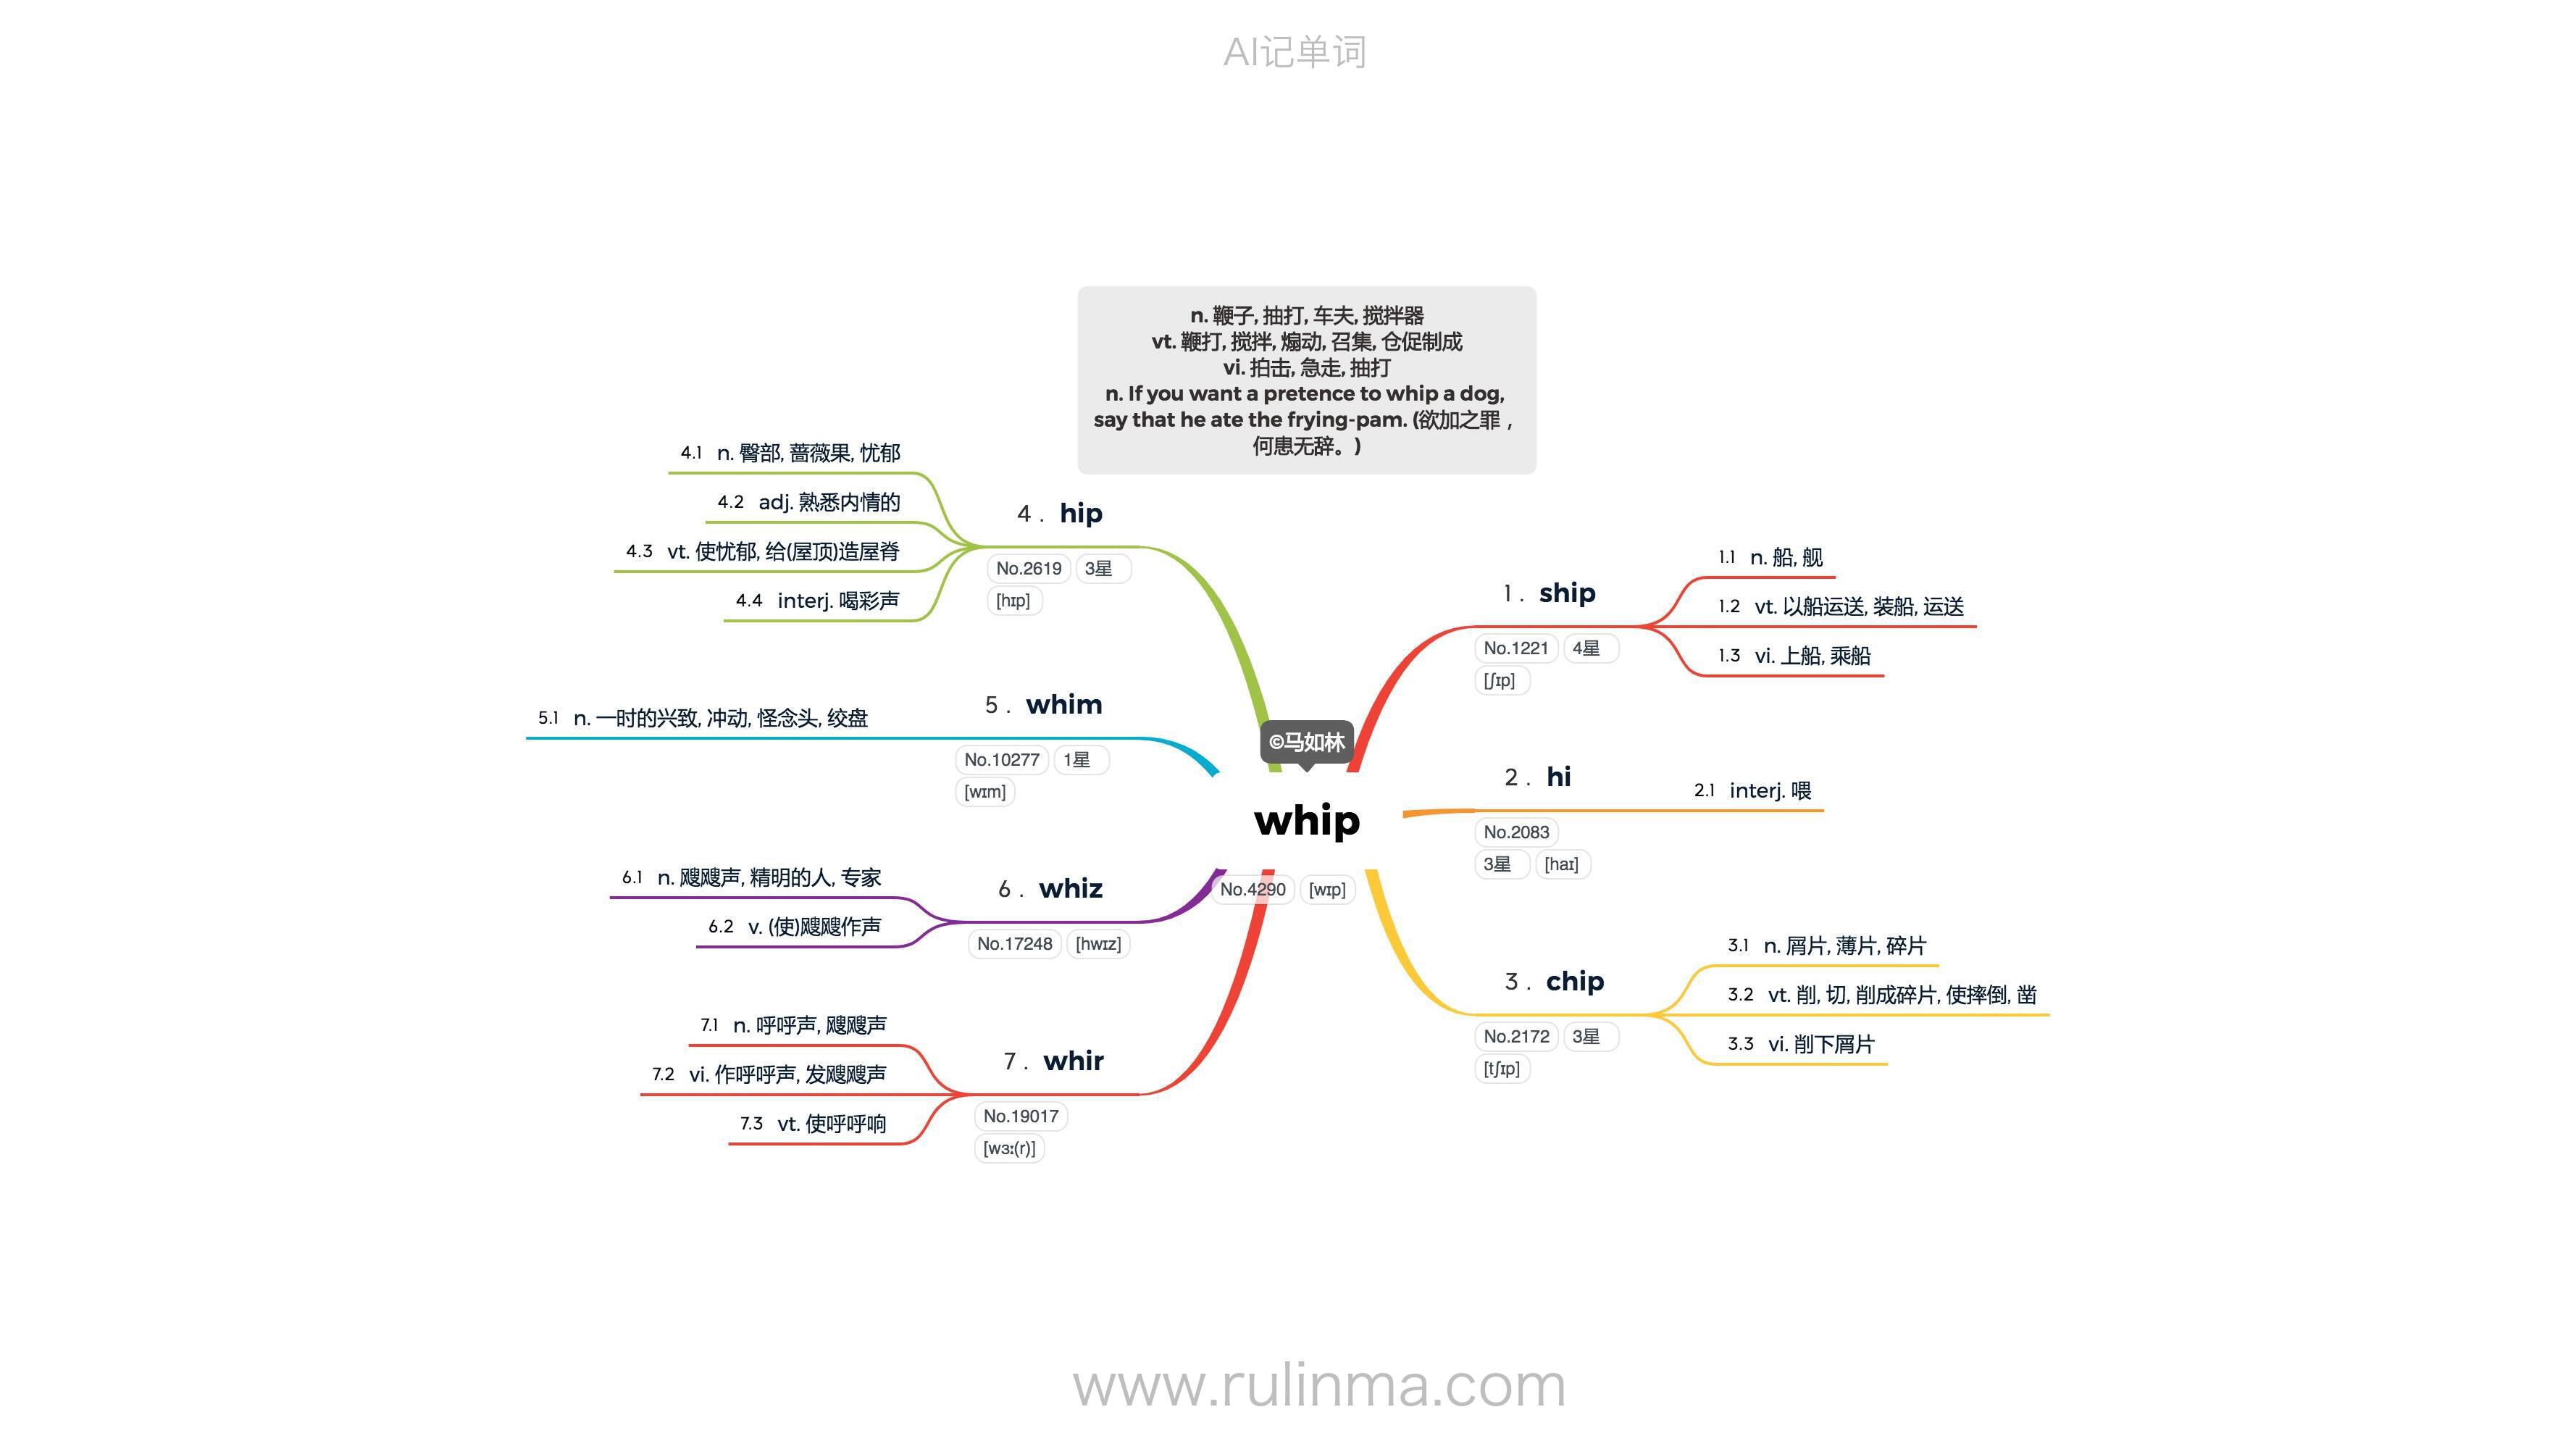 AI记单词
n. 鞭子, 抽打, 车夫, 搅拌器
vt. 鞭打, 搅拌, 煽动, 召集, 仓促制成
vi. 拍击, 急走, 抽打
n. If you want a pretence to whip a dog,
say that he ate the frying-pam. (欲加之罪，
何患无辞。)
©马如林
whip
No.4290 [wɪp]
1 . ship
No.1221 4星
[ʃɪp]
1.1 n. 船, 舰
1.2 vt. 以船运送, 装船, 运送
1.3 vi. 上船, 乘船
2 . hi
No.2083
3星 [haɪ]
2.1 interj. 喂
3 . chip
No.2172 3星
[tʃɪp]
3.1 n. 屑片, 薄片, 碎片
3.2 vt. 削, 切, 削成碎片, 使摔倒, 凿
3.3 vi. 削下屑片
4 . hip
No.2619 3星
[hɪp]
4.1 n. 臀部, 蔷薇果, 忧郁
4.2 adj. 熟悉内情的
4.3 vt. 使忧郁, 给(屋顶)造屋脊
4.4 interj. 喝彩声
5 . whim
No.10277 1星
[wɪm]
5.1 n. 一时的兴致, 冲动, 怪念头, 绞盘
6 . whiz
No.17248 [hwɪz]
6.1 n. 飕飕声, 精明的人, 专家
6.2 v. (使)飕飕作声
7 . whir
No.19017
[wɜː(r)]
7.1 n. 呼呼声, 飕飕声
7.2 vi. 作呼呼声, 发飕飕声
7.3 vt. 使呼呼响
www.rulinma.com